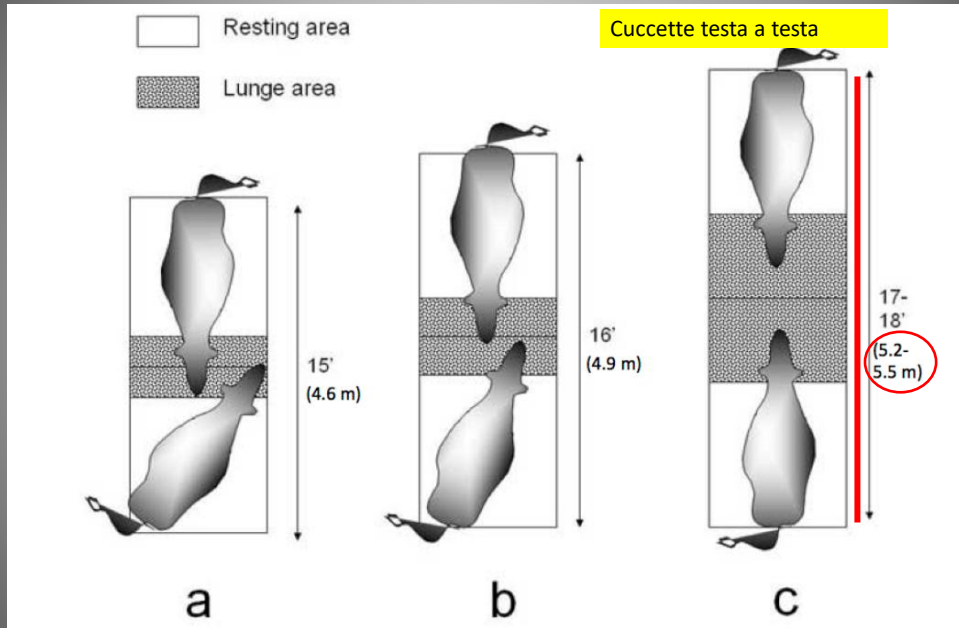 Resting area
Lunge area
Cuccette testa a testa
15’
(4.6 m)
16’
(4.9 m)
17-
18’
(5.2-
5.5 m)
a
b
c